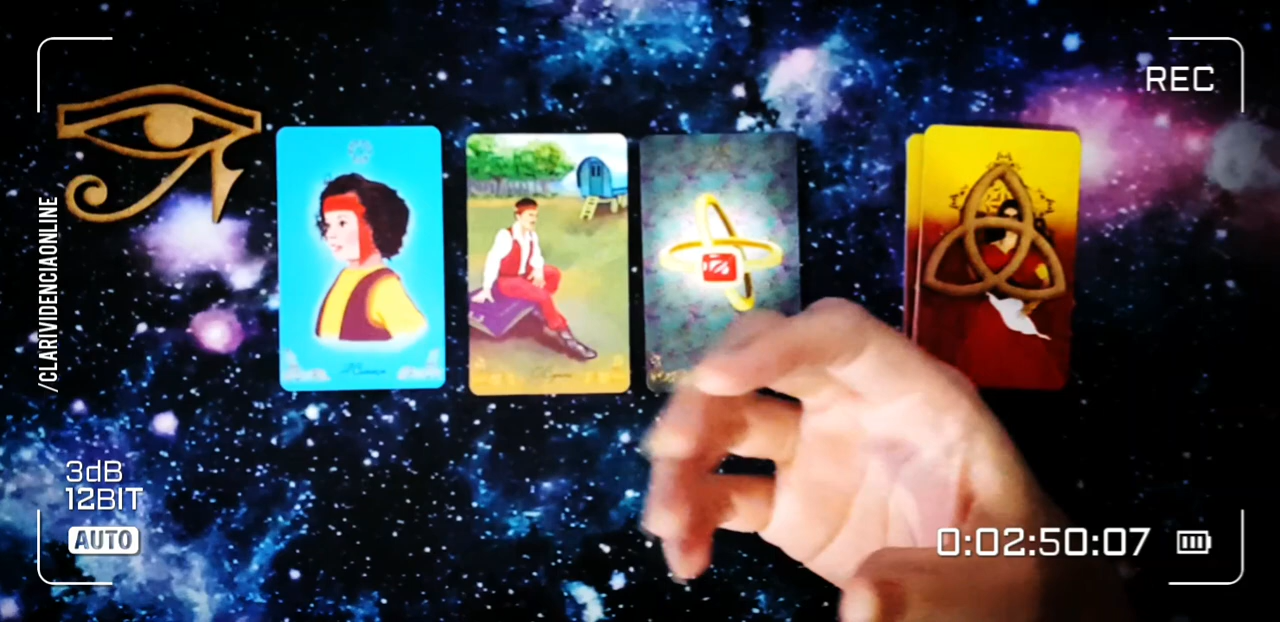 REC
/CLARIVIDENCIAONLINE
3dB
12BIT
AUTO
0:02:50:07